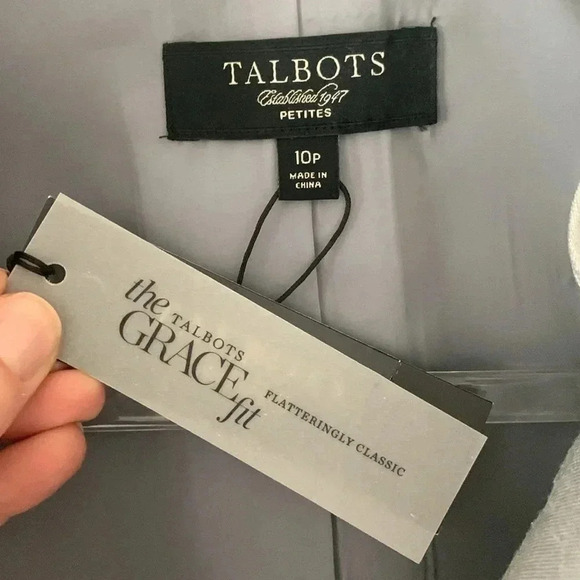 TALBOTS
Established 1947
PETITES
10P
MADE IN
CHINA
the
TALBOTS
GRACE
fit
FLATTERINGLY CLASSIC